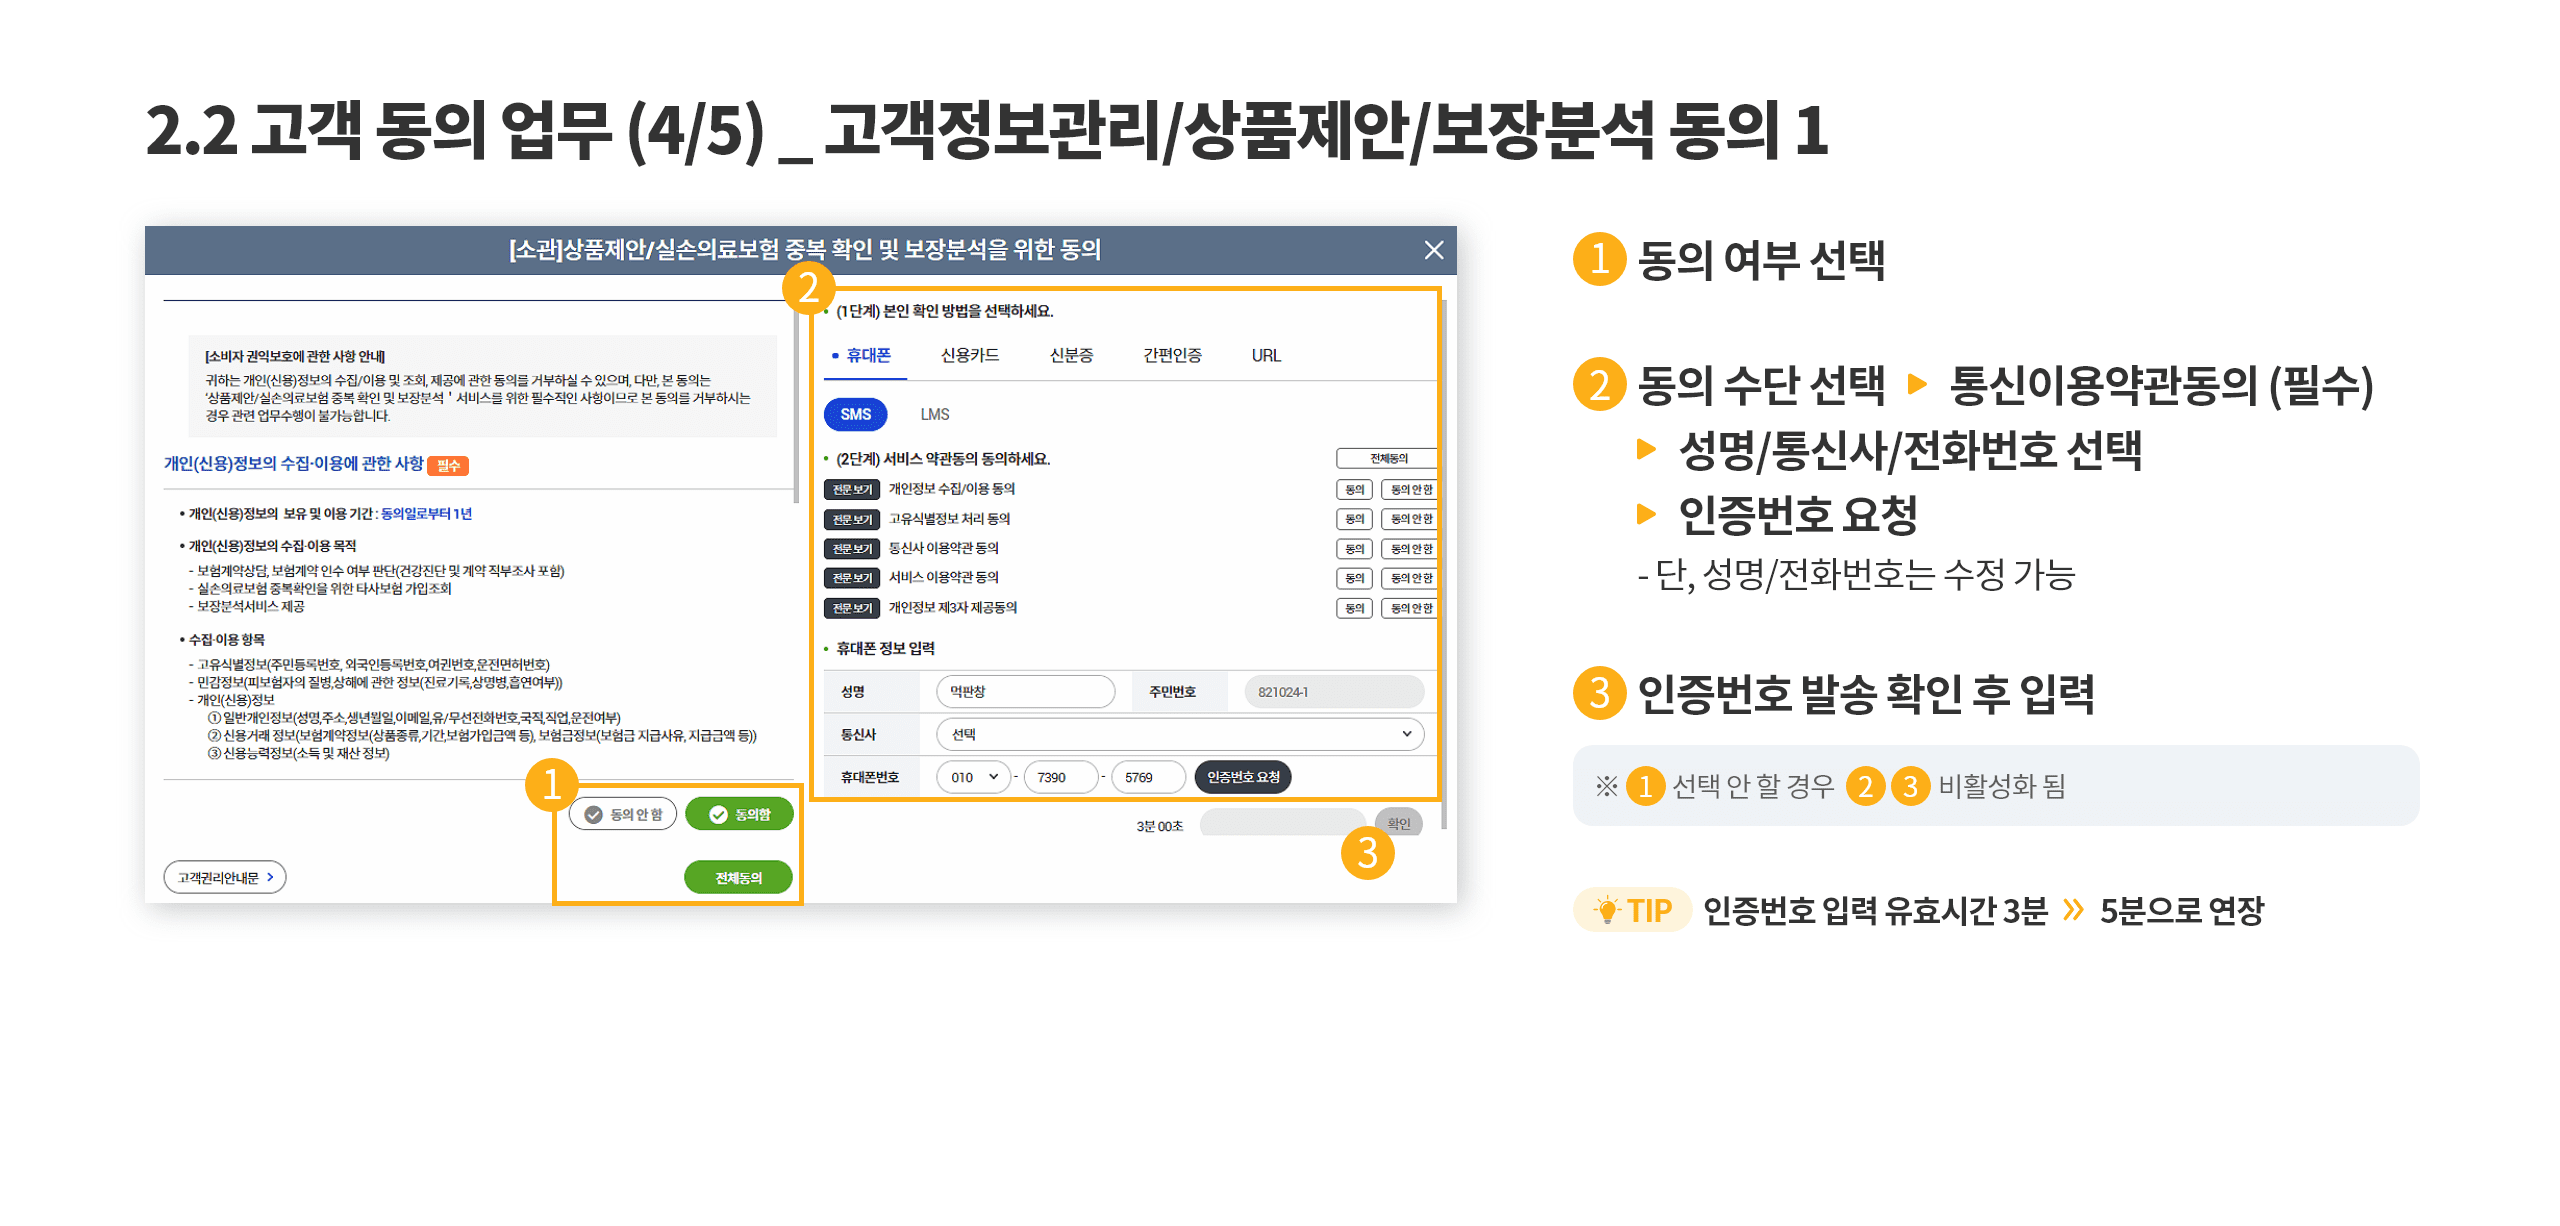 2.2 고객 동의 업무 (4/5) _ 고객정보관리/상품제안/보장분석 동의 1
[소관]상품제안/실손의료보험 중복 확인 및 보장분석을 위한 동의
[소비자 권익보호에 관한 사항 안내]
귀하는 개인(신용)정보의 수집/이용 및 조회, 제공에 관한 동의를 거부하실 수 있으며, 다만, 본 동의는
‘상품제안/실손의료보험 중복 확인 및 보장분석 ' 서비스를 위한 필수적인 사항이므로 본 동의를 거부하시는
경우 관련 업무수행이 불가능합니다.
개인(신용)정보의 수집·이용에 관한 사항 필수
• 개인(신용)정보의 보유 및 이용 기간 : 동의일로부터 1년
• 개인(신용)정보의 수집·이용 목적
- 보험계약상담, 보험계약 인수 여부 판단(건강진단 및 계약 적부조사 포함)
- 실손의료보험 중복확인을 위한 타사보험 가입조회
- 보장분석서비스 제공
• 수집·이용 항목
- 고유식별정보(주민등록번호, 외국인등록번호,여권번호,운전면허번호)
- 민감정보(피보험자의 질병,상해에 관한 정보(진료기록,상명병,흡연여부))
- 개인(신용)정보
① 일반개인정보(성명,주소,생년월일,이메일,유/무선전화번호,국적,직업,운전여부)
② 신용거래 정보(보험계약정보(상품종류,기간,보험가입금액 등), 보험금정보(보험금 지급사유, 지급금액 등))
③ 신용능력정보(소득 및 재산 정보)
1
동의 안 함 동의함
고객권리안내문 > 전체동의
2
• (1단계) 본인 확인 방법을 선택하세요.
• 휴대폰 신용카드 신분증 간편인증 URL
SMS LMS
• (2단계) 서비스 약관동의 동의하세요. 전체동의
전문 보기 개인정보 수집/이용 동의 동의 동의 안 함
전문 보기 고유식별정보 처리 동의 동의 동의 안 함
전문 보기 통신사 이용약관 동의 동의 동의 안 함
전문 보기 서비스 이용약관 동의 동의 동의 안 함
전문 보기 개인정보 제3자 제공동의 동의 동의 안 함
• 휴대폰 정보 입력
성명 먹판창 주민번호 821024-1
통신사 선택
휴대폰번호 010 - 7390 - 5769 인증번호 요청
3분 00초 확인
3
1 동의 여부 선택
2 동의 수단 선택 ▶ 통신이용약관동의 (필수)
▶ 성명/통신사/전화번호 선택
▶ 인증번호 요청
- 단, 성명/전화번호는 수정 가능
3 인증번호 발송 확인 후 입력
※ 1 선택 안 할 경우 2 3 비활성화 됨
TIP 인증번호 입력 유효시간 3분 » 5분으로 연장